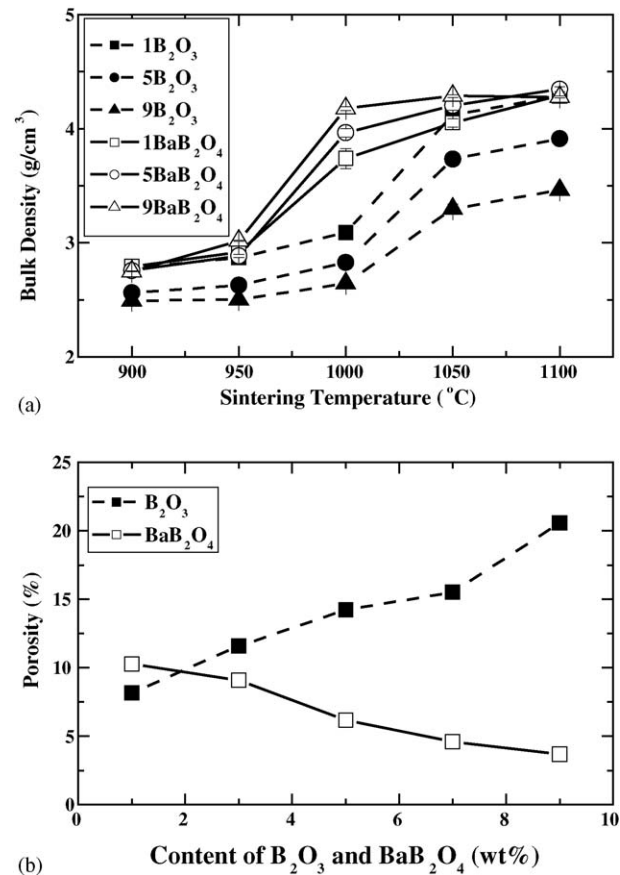 5
4
3
2
Bulk Density (g/cm³)
1B₂O₃
5B₂O₃
9B₂O₃
1BaB₂O₄
5BaB₂O₄
9BaB₂O₄
900 950 1000 1050 1100
Sintering Temperature (°C)
(a)
25
20
15
10
5
0
Porosity (%)
B₂O₃
BaB₂O₄
0 2 4 6 8 10
Content of B₂O₃ and BaB₂O₄ (wt%)
(b)